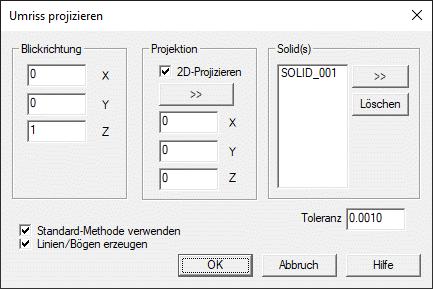 Umriss projizieren
Blickrichtung
0 X
0 Y
1 Z
Projektion
2D-Projizieren
>>
0 X
0 Y
0 Z
Solid(s)
SOLID_001
>>
Löschen
Toleranz 0.0010
Standard-Methode verwenden
Linien/Bögen erzeugen
OK Abbruch Hilfe